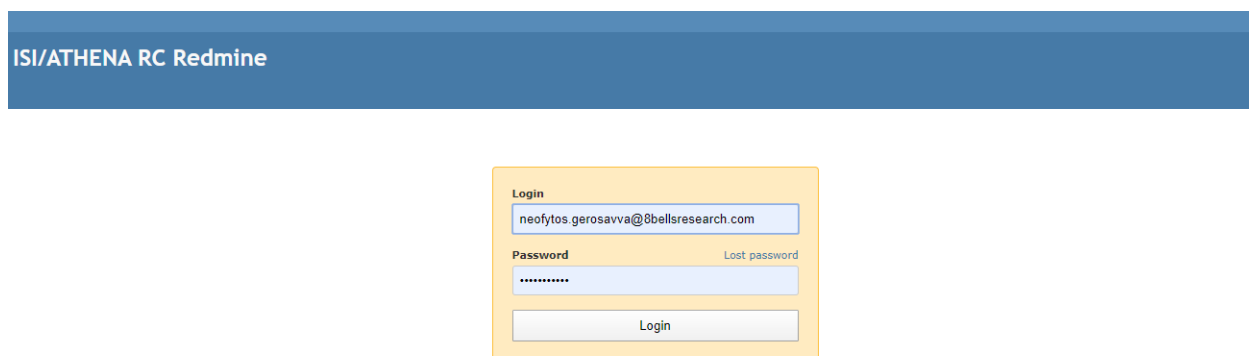 ISI/ATHENA RC Redmine
Login
neofytos.gerosavva@8bellsresearch.com
Password Lost password
•••••••••••
Login